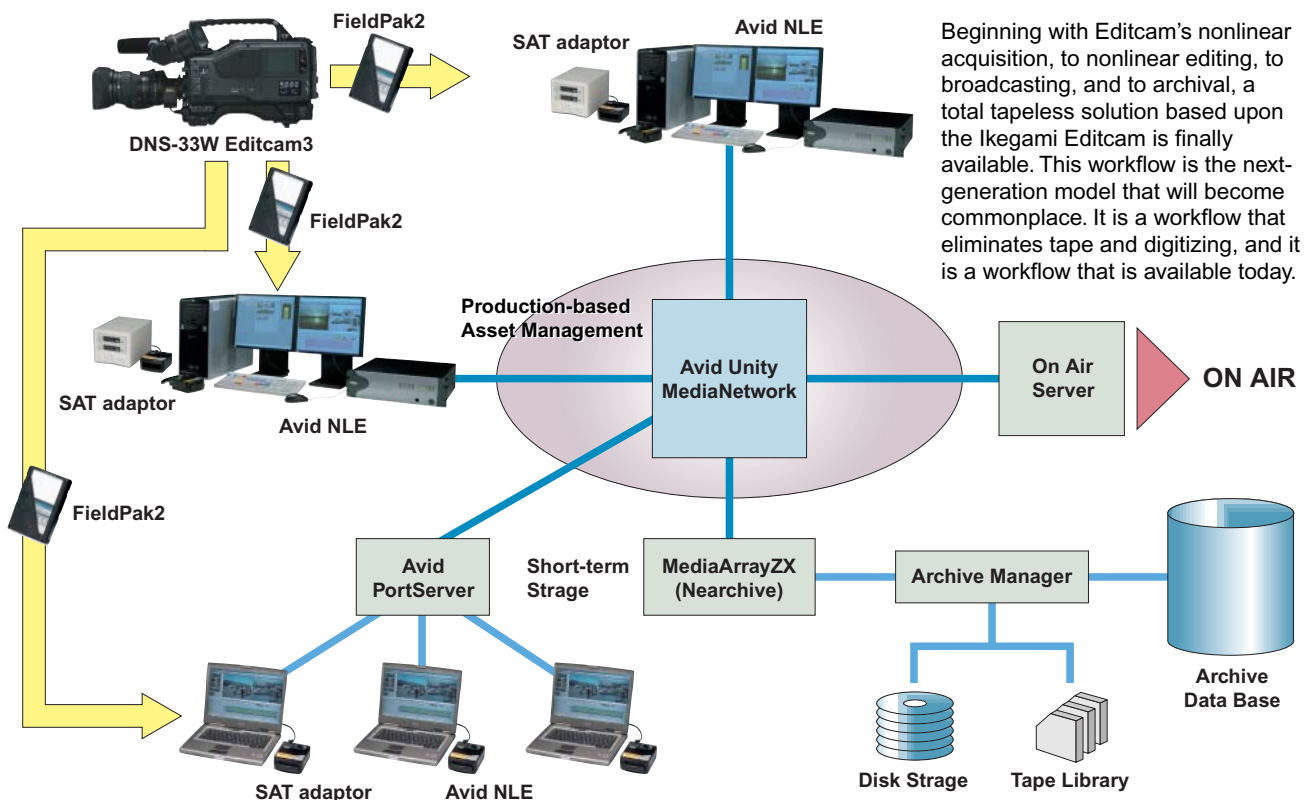 FieldPak2
DNS-33W Editcam3
FieldPak2
SAT adaptor
Avid NLE
Beginning with Editcam's nonlinear
acquisition, to nonlinear editing, to
broadcasting, and to archival, a
total tapeless solution based upon
the Ikegami Editcam is finally
available. This workflow is the next-
generation model that will become
commonplace. It is a workflow that
eliminates tape and digitizing, and it
is a workflow that is available today.
SAT adaptor
Avid NLE
Production-based
Asset Management
Avid Unity
MediaNetwork
On Air
Server
ON AIR
FieldPak2
Avid
PortServer
Short-term
Strage
MediaArrayZX
(Nearchive)
Archive Manager
Archive
Data Base
SAT adaptor
Avid NLE
Disk Strage
Tape Library